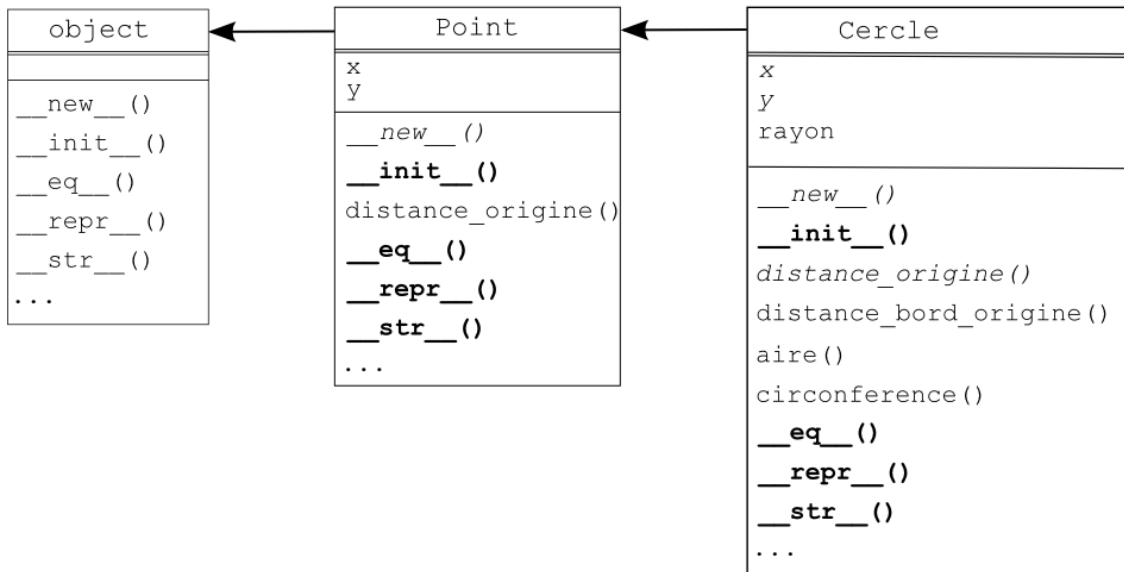 object
__new__()
__init__()
__eq__()
__repr__()
__str__()
...
Point
x
y
__new__()
__init__()
distance_origine()
__eq__()
__repr__()
__str__()
...
Cercle
x
y
rayon
__new__()
__init__()
distance_origine()
distance_bord_origine()
aire()
circonference()
__eq__()
__repr__()
__str__()
...